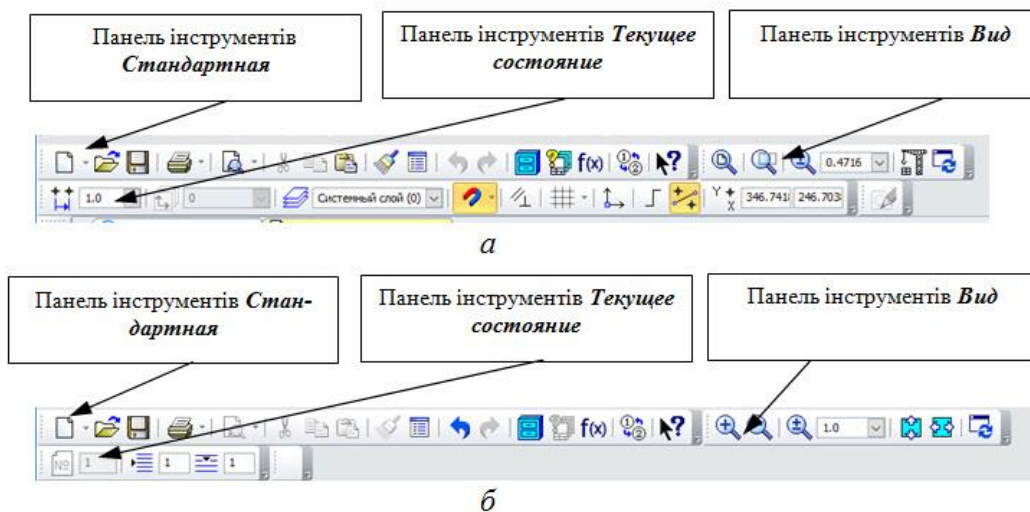 Панель інструментів
Стандартная
Панель інструментів Текущее
состояние
Панель інструментів Вид
f(x)
0.4716
1.0
0
Системный слой (0)
Y
X
346.741
246.703
а
Панель інструментів Стан-
дартная
Панель інструментів Текущее
состояние
Панель інструментів Вид
f(x)
1.0
№ 1
1
1
б